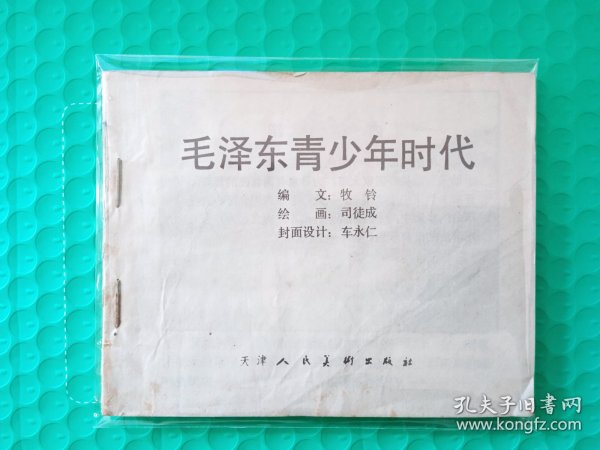 毛泽东青少年时代
编 文：牧 铃
绘 画：司徒成
封面设计：车永仁
天津人民美術出版社
孔夫子旧書网
www.kongfz.com